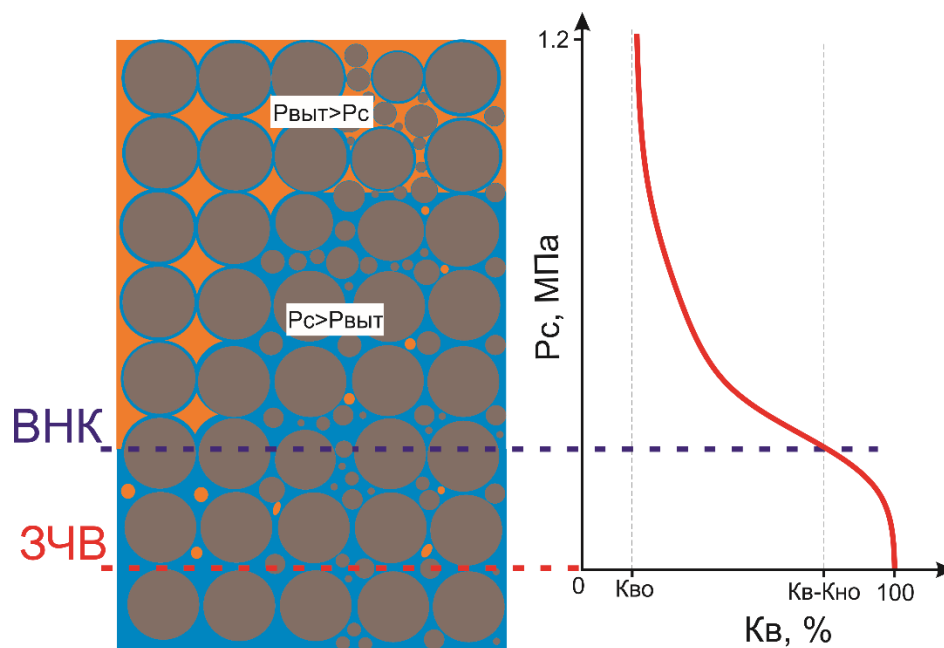 Рвыт>Рс
Рс>Рвыт
ВНК
ЗЧВ
1.2
Рс, МПа
0
Кво
Кв-Кно
100
Кв, %